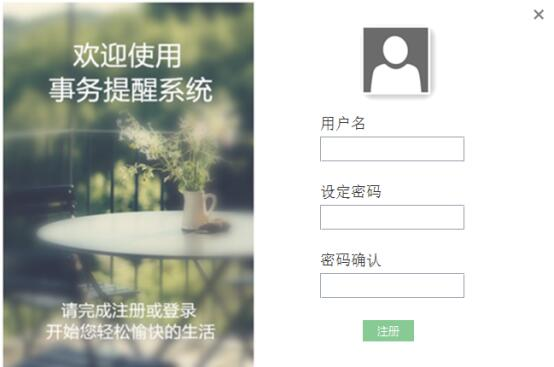 欢迎使用
事务提醒系统
请完成注册或登录
开始您轻松愉快的生活
用户名
设定密码
密码确认
注册